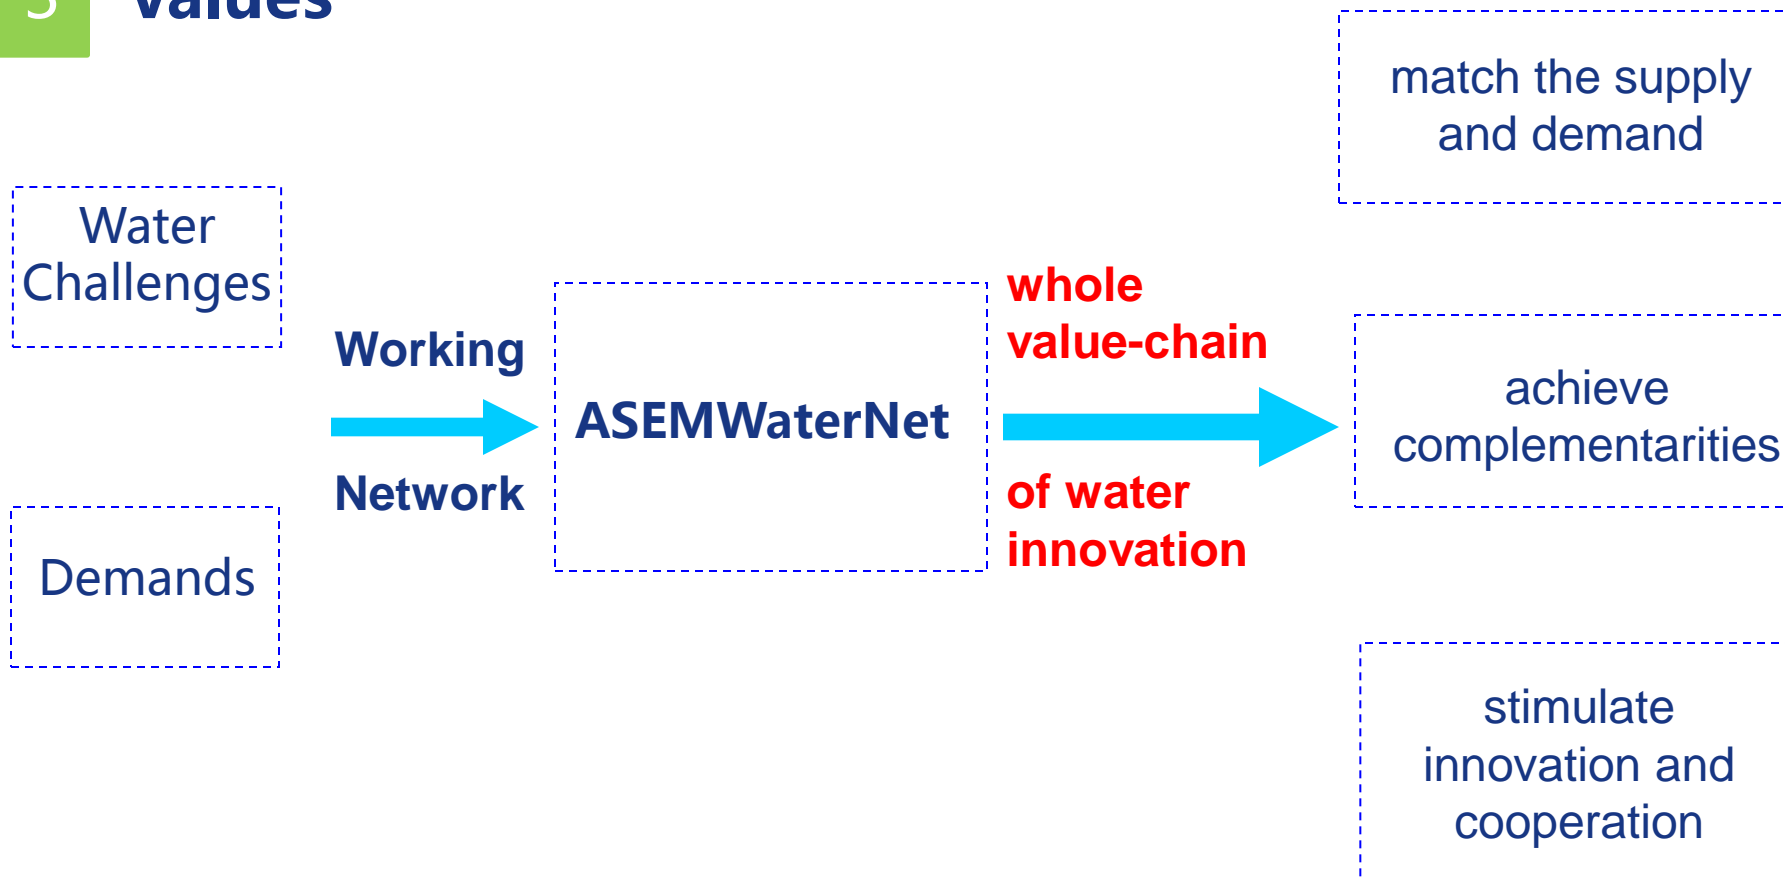 values
Water
Challenges
Demands
Working
Network
ASEMWaterNet
whole
value-chain
of water
innovation
match the supply
and demand
achieve
complementarities
stimulate
innovation and
cooperation